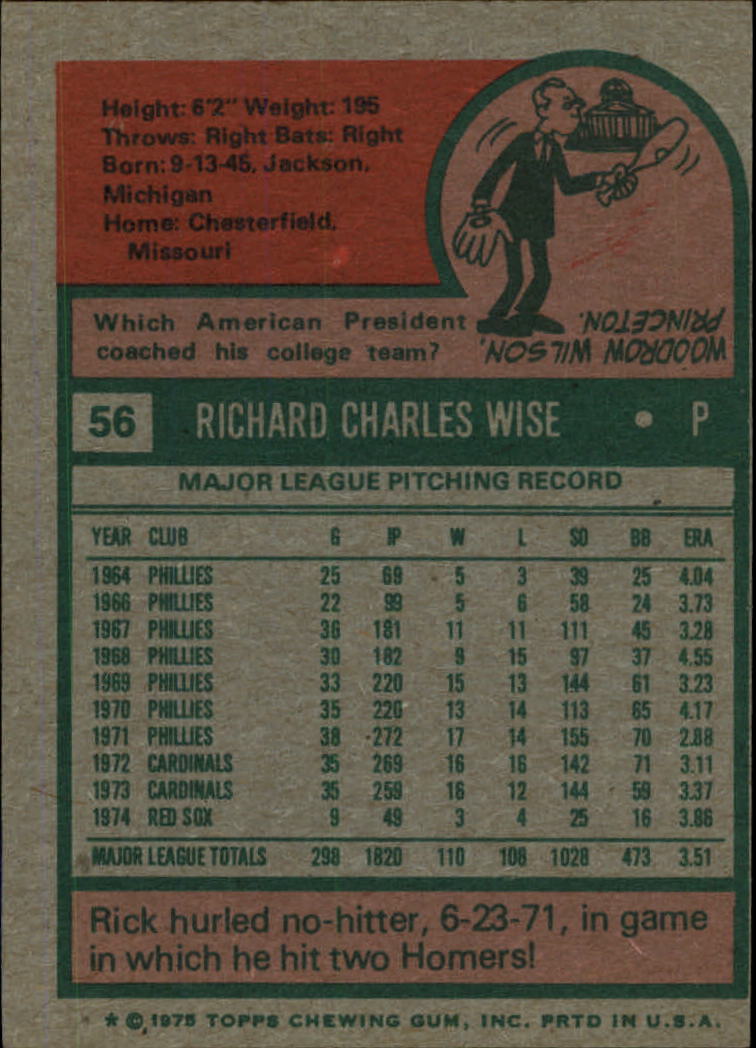 Height: 6'2" Weight: 195
Throws: Right Bats: Right
Born: 9-13-45, Jackson,
Michigan
Home: Chesterfield,
Missouri
Which American President
coached his college team?
WOODROW WILSON,
PRINCETON.
56 RICHARD CHARLES WISE • P
MAJOR LEAGUE PITCHING RECORD
YEAR CLUB G IP W L SO BB ERA
1964 PHILLIES 25 69 5 3 39 25 4.04
1966 PHILLIES 22 99 5 6 58 24 3.73
1967 PHILLIES 36 181 11 11 111 45 3.28
1968 PHILLIES 30 182 9 15 97 37 4.55
1969 PHILLIES 33 220 15 13 144 61 3.23
1970 PHILLIES 35 220 13 14 113 65 4.17
1971 PHILLIES 38 272 17 14 155 70 2.88
1972 CARDINALS 35 269 16 16 142 71 3.11
1973 CARDINALS 35 259 16 12 144 59 3.37
1974 RED SOX 9 49 3 4 25 16 3.86
MAJOR LEAGUE TOTALS 298 1820 110 108 1028 473 3.51
Rick hurled no-hitter, 6-23-71, in game
in which he hit two Homers!
* © 1975 TOPPS CHEWING GUM, INC. PRTD IN U.S.A.